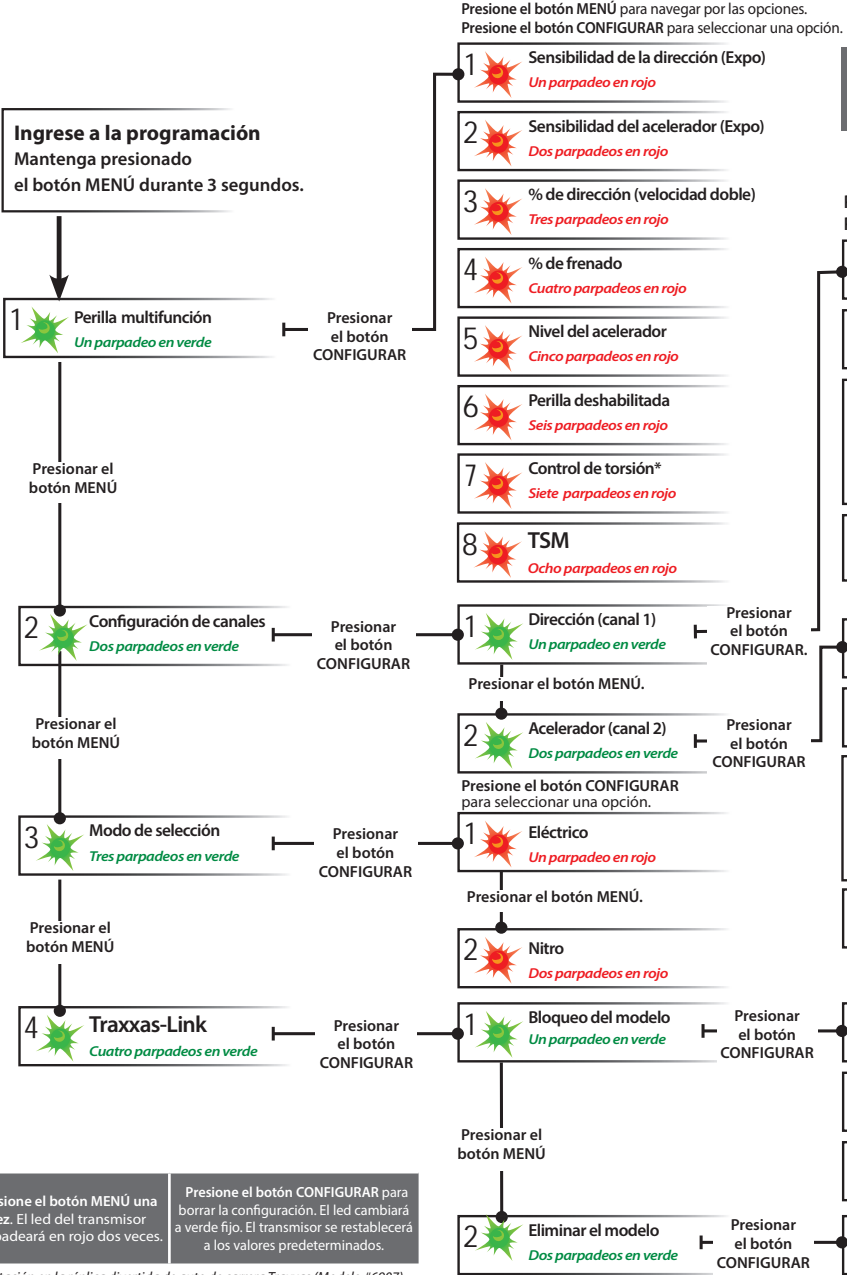 Presione el botón MENÚ para navegar por las opciones.
Presione el botón CONFIGURAR para seleccionar una opción.
Ingrese a la programación
Mantenga presionado
el botón MENÚ durante 3 segundos.
1 Perilla multifunción
Un parpadeo en verde
Presionar
el botón
CONFIGURAR
1 Sensibilidad de la dirección (Expo)
Un parpadeo en rojo
2 Sensibilidad del acelerador (Expo)
Dos parpadeos en rojo
3 % de dirección (velocidad doble)
Tres parpadeos en rojo
4 % de frenado
Cuatro parpadeos en rojo
5 Nivel del acelerador
Cinco parpadeos en rojo
6 Perilla deshabilitada
Seis parpadeos en rojo
7 Control de torsión*
Siete parpadeos en rojo
8 TSM
Ocho parpadeos en rojo
Presionar el
botón MENÚ
2 Configuración de canales
Dos parpadeos en verde
Presionar
el botón
CONFIGURAR
1 Dirección (canal 1)
Un parpadeo en verde
Presionar
el botón
CONFIGURAR.
Presionar el botón MENÚ.
2 Acelerador (canal 2)
Dos parpadeos en verde
Presionar
el botón
CONFIGURAR
Presionar el
botón MENÚ
Presione el botón CONFIGURAR
para seleccionar una opción.
3 Modo de selección
Tres parpadeos en verde
Presionar
el botón
CONFIGURAR
1 Eléctrico
Un parpadeo en rojo
Presionar el botón MENÚ.
2 Nitro
Dos parpadeos en rojo
Presionar el
botón MENÚ
4 Traxxas-Link
Cuatro parpadeos en verde
Presionar
el botón
CONFIGURAR
1 Bloqueo del modelo
Un parpadeo en verde
Presionar
el botón
CONFIGURAR
Presionar el
botón MENÚ
2 Eliminar el modelo
Dos parpadeos en verde
Presionar
el botón
CONFIGURAR
sione el botón MENÚ una
ez. El led del transmisor
padeará en rojo dos veces.
Presione el botón CONFIGURAR para
borrar la configuración. El led cambiará
a verde fijo. El transmisor se restablecerá
a los valores predeterminados.